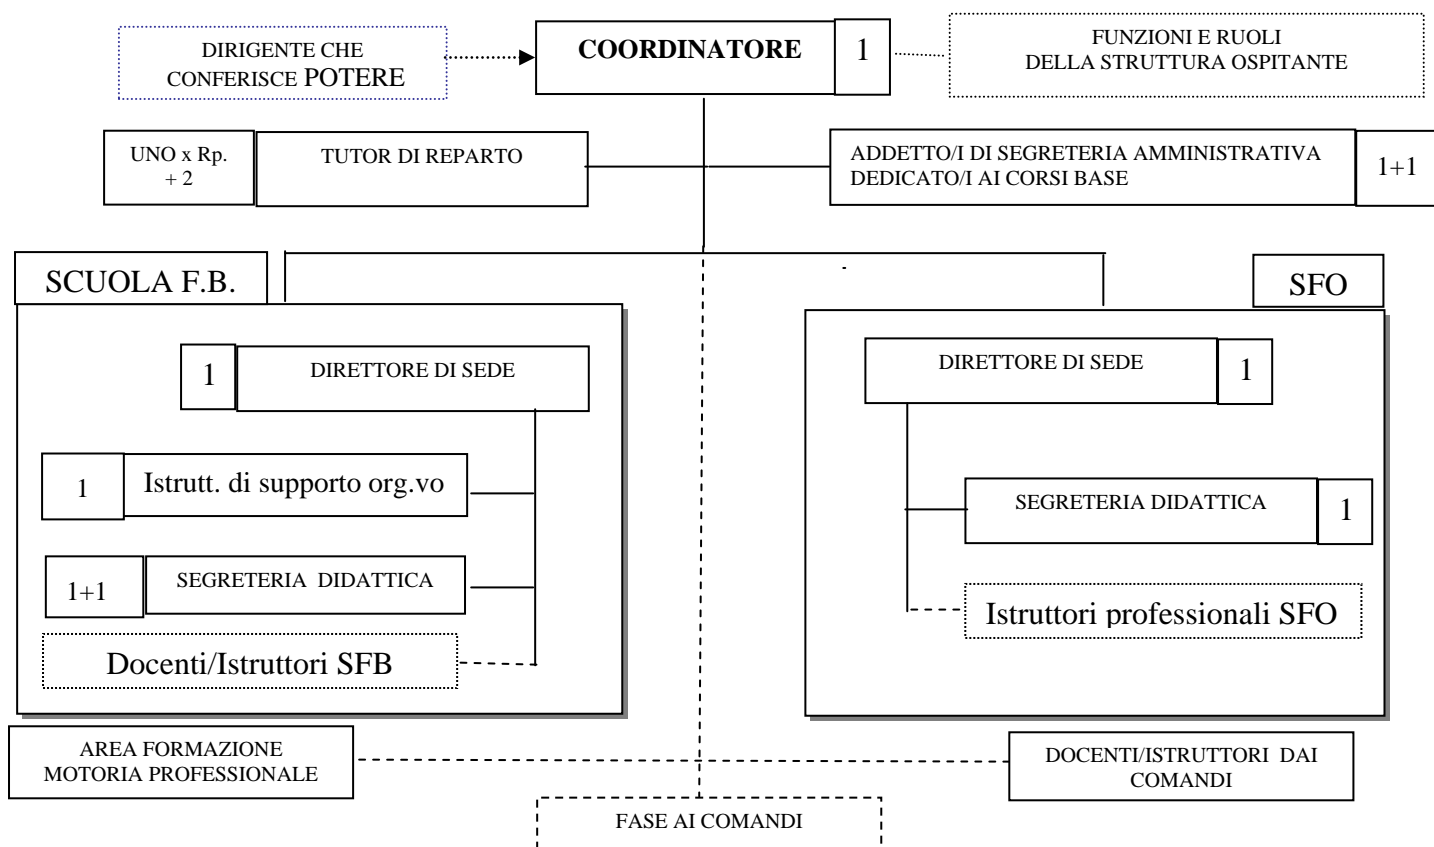 DIRIGENTE CHE
CONFERISCE POTERE
COORDINATORE
1
FUNZIONI E RUOLI
DELLA STRUTTURA OSPITANTE
UNO x Rp.
+ 2
TUTOR DI REPARTO
ADDETTO/I DI SEGRETERIA AMMINISTRATIVA
DEDICATO/I AI CORSI BASE
1+1
SCUOLA F.B.
SFO
1
DIRETTORE DI SEDE
DIRETTORE DI SEDE
1
1
Istrutt. di supporto org.vo
SEGRETERIA DIDATTICA
1
1+1
SEGRETERIA DIDATTICA
Istruttori professionali SFO
Docenti/Istruttori SFB
AREA FORMAZIONE
MOTORIA PROFESSIONALE
DOCENTI/ISTRUTTORI DAI
COMANDI
FASE AI COMANDI